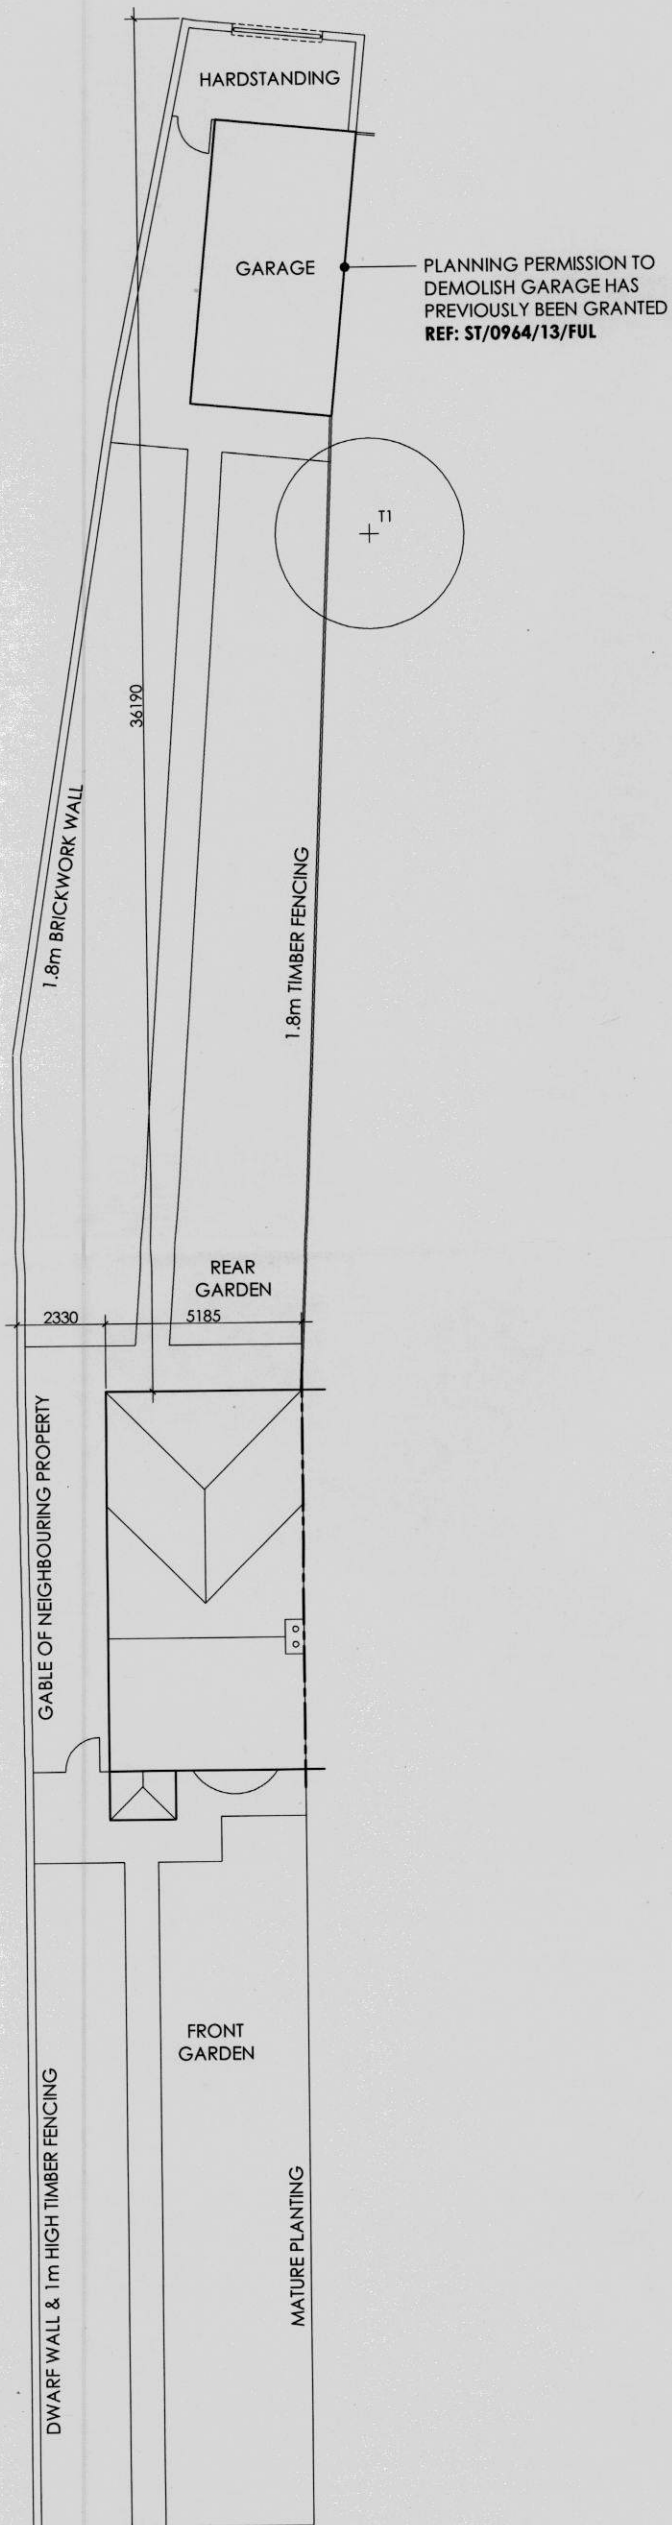 HARDSTANDING
GARAGE
PLANNING PERMISSION TO
DEMOLISH GARAGE HAS
PREVIOUSLY BEEN GRANTED
REF: ST/0964/13/FUL
T1
36190
1.8m BRICKWORK WALL
1.8m TIMBER FENCING
REAR
GARDEN
2330
5185
GABLE OF NEIGHBOURING PROPERTY
FRONT
GARDEN
DWARF WALL & 1m HIGH TIMBER FENCING
MATURE PLANTING